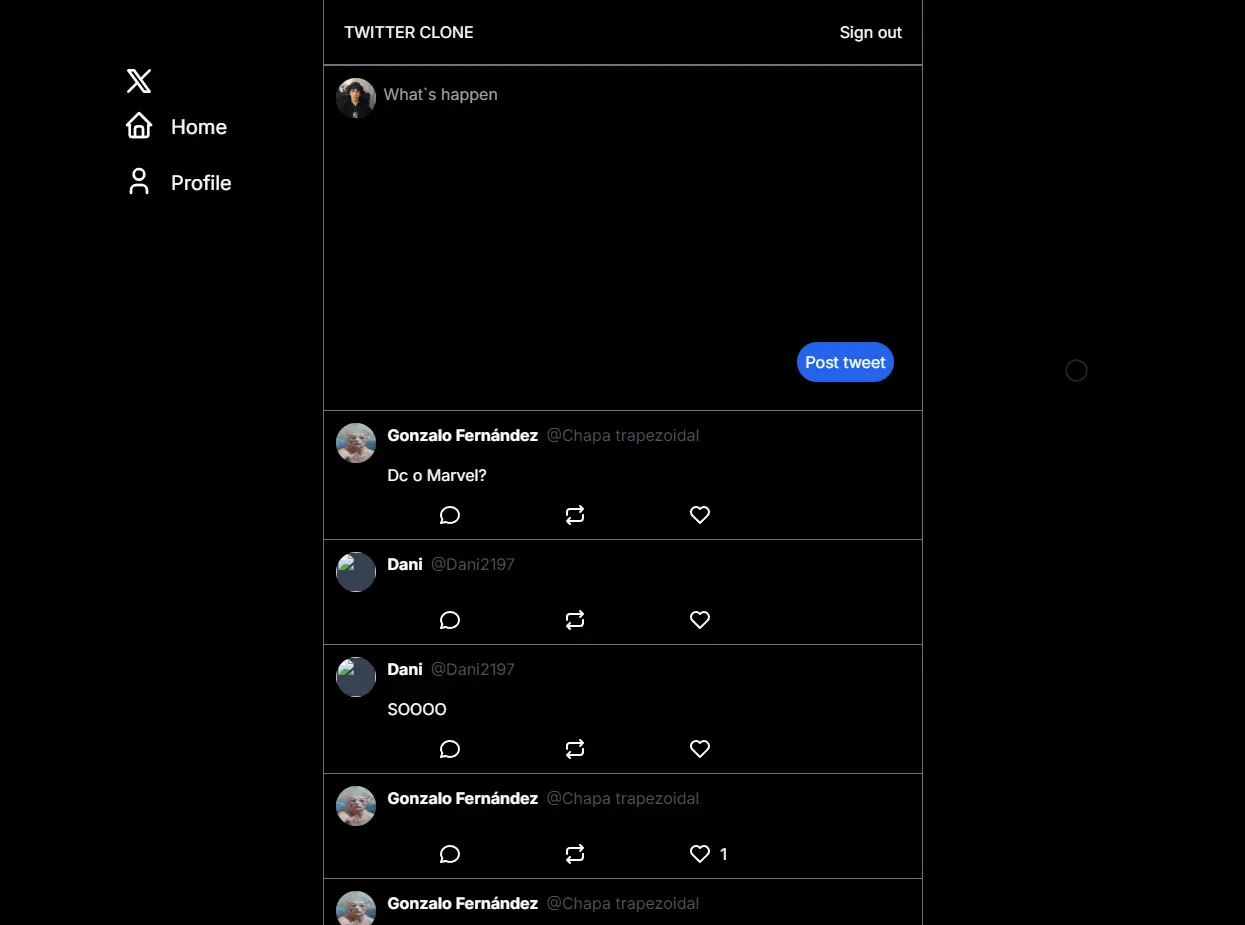 TWITTER CLONE
Sign out
Home
Profile
What`s happen
Post tweet
Gonzalo Fernández @Chapa trapezoidal
Dc o Marvel?
Dani @Dani2197
Dani @Dani2197
SOOOO
Gonzalo Fernández @Chapa trapezoidal
1
Gonzalo Fernández @Chapa trapezoidal